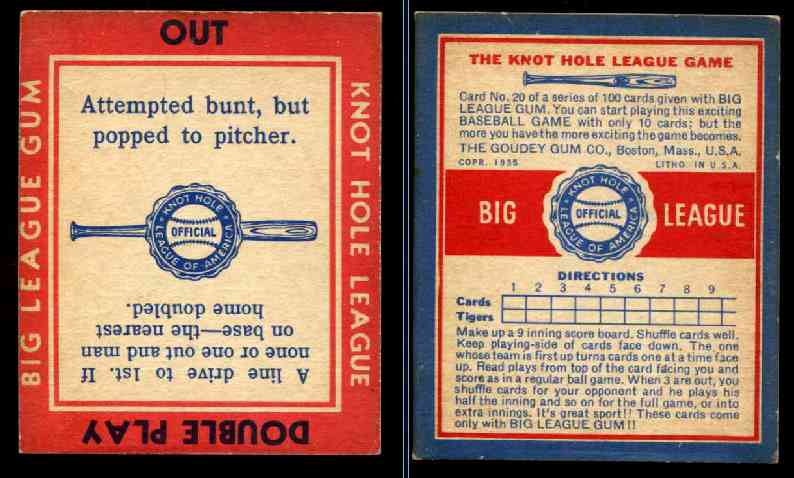 OUT
BIG LEAGUE GUM
KNOT HOLE LEAGUE
Attempted bunt, but
popped to pitcher.
KNOT HOLE
OFFICIAL
LEAGUE OF AMERICA
DOUBLE PLAY
A line drive to 1st. If
none or one out and man
on base—the nearest
home doubled.
THE KNOT HOLE LEAGUE GAME
Card No. 20 of a series of 100 cards given with BIG
LEAGUE GUM. You can start playing this exciting
BASEBALL GAME with only 10 cards; but the
more you have the more exciting the game becomes.
THE GOUDEY GUM CO., Boston, Mass., U.S.A.
COPR. 1935 LITHO IN U.S.A.
BIG LEAGUE
KNOT HOLE
OFFICIAL
LEAGUE OF AMERICA
DIRECTIONS
1 2 3 4 5 6 7 8 9
Cards
Tigers
Make up a 9 inning score board. Shuffle cards well.
Keep playing-side of cards face down. The one
whose team is first up turns cards one at a time face
up. Read plays from top of the card facing you and
score as in a regular ball game. When 3 are out, you
shuffle cards for your opponent and he plays his
half the inning and so on for the full game, or into
extra innings. It's great sport!! These cards come
only with BIG LEAGUE GUM!!